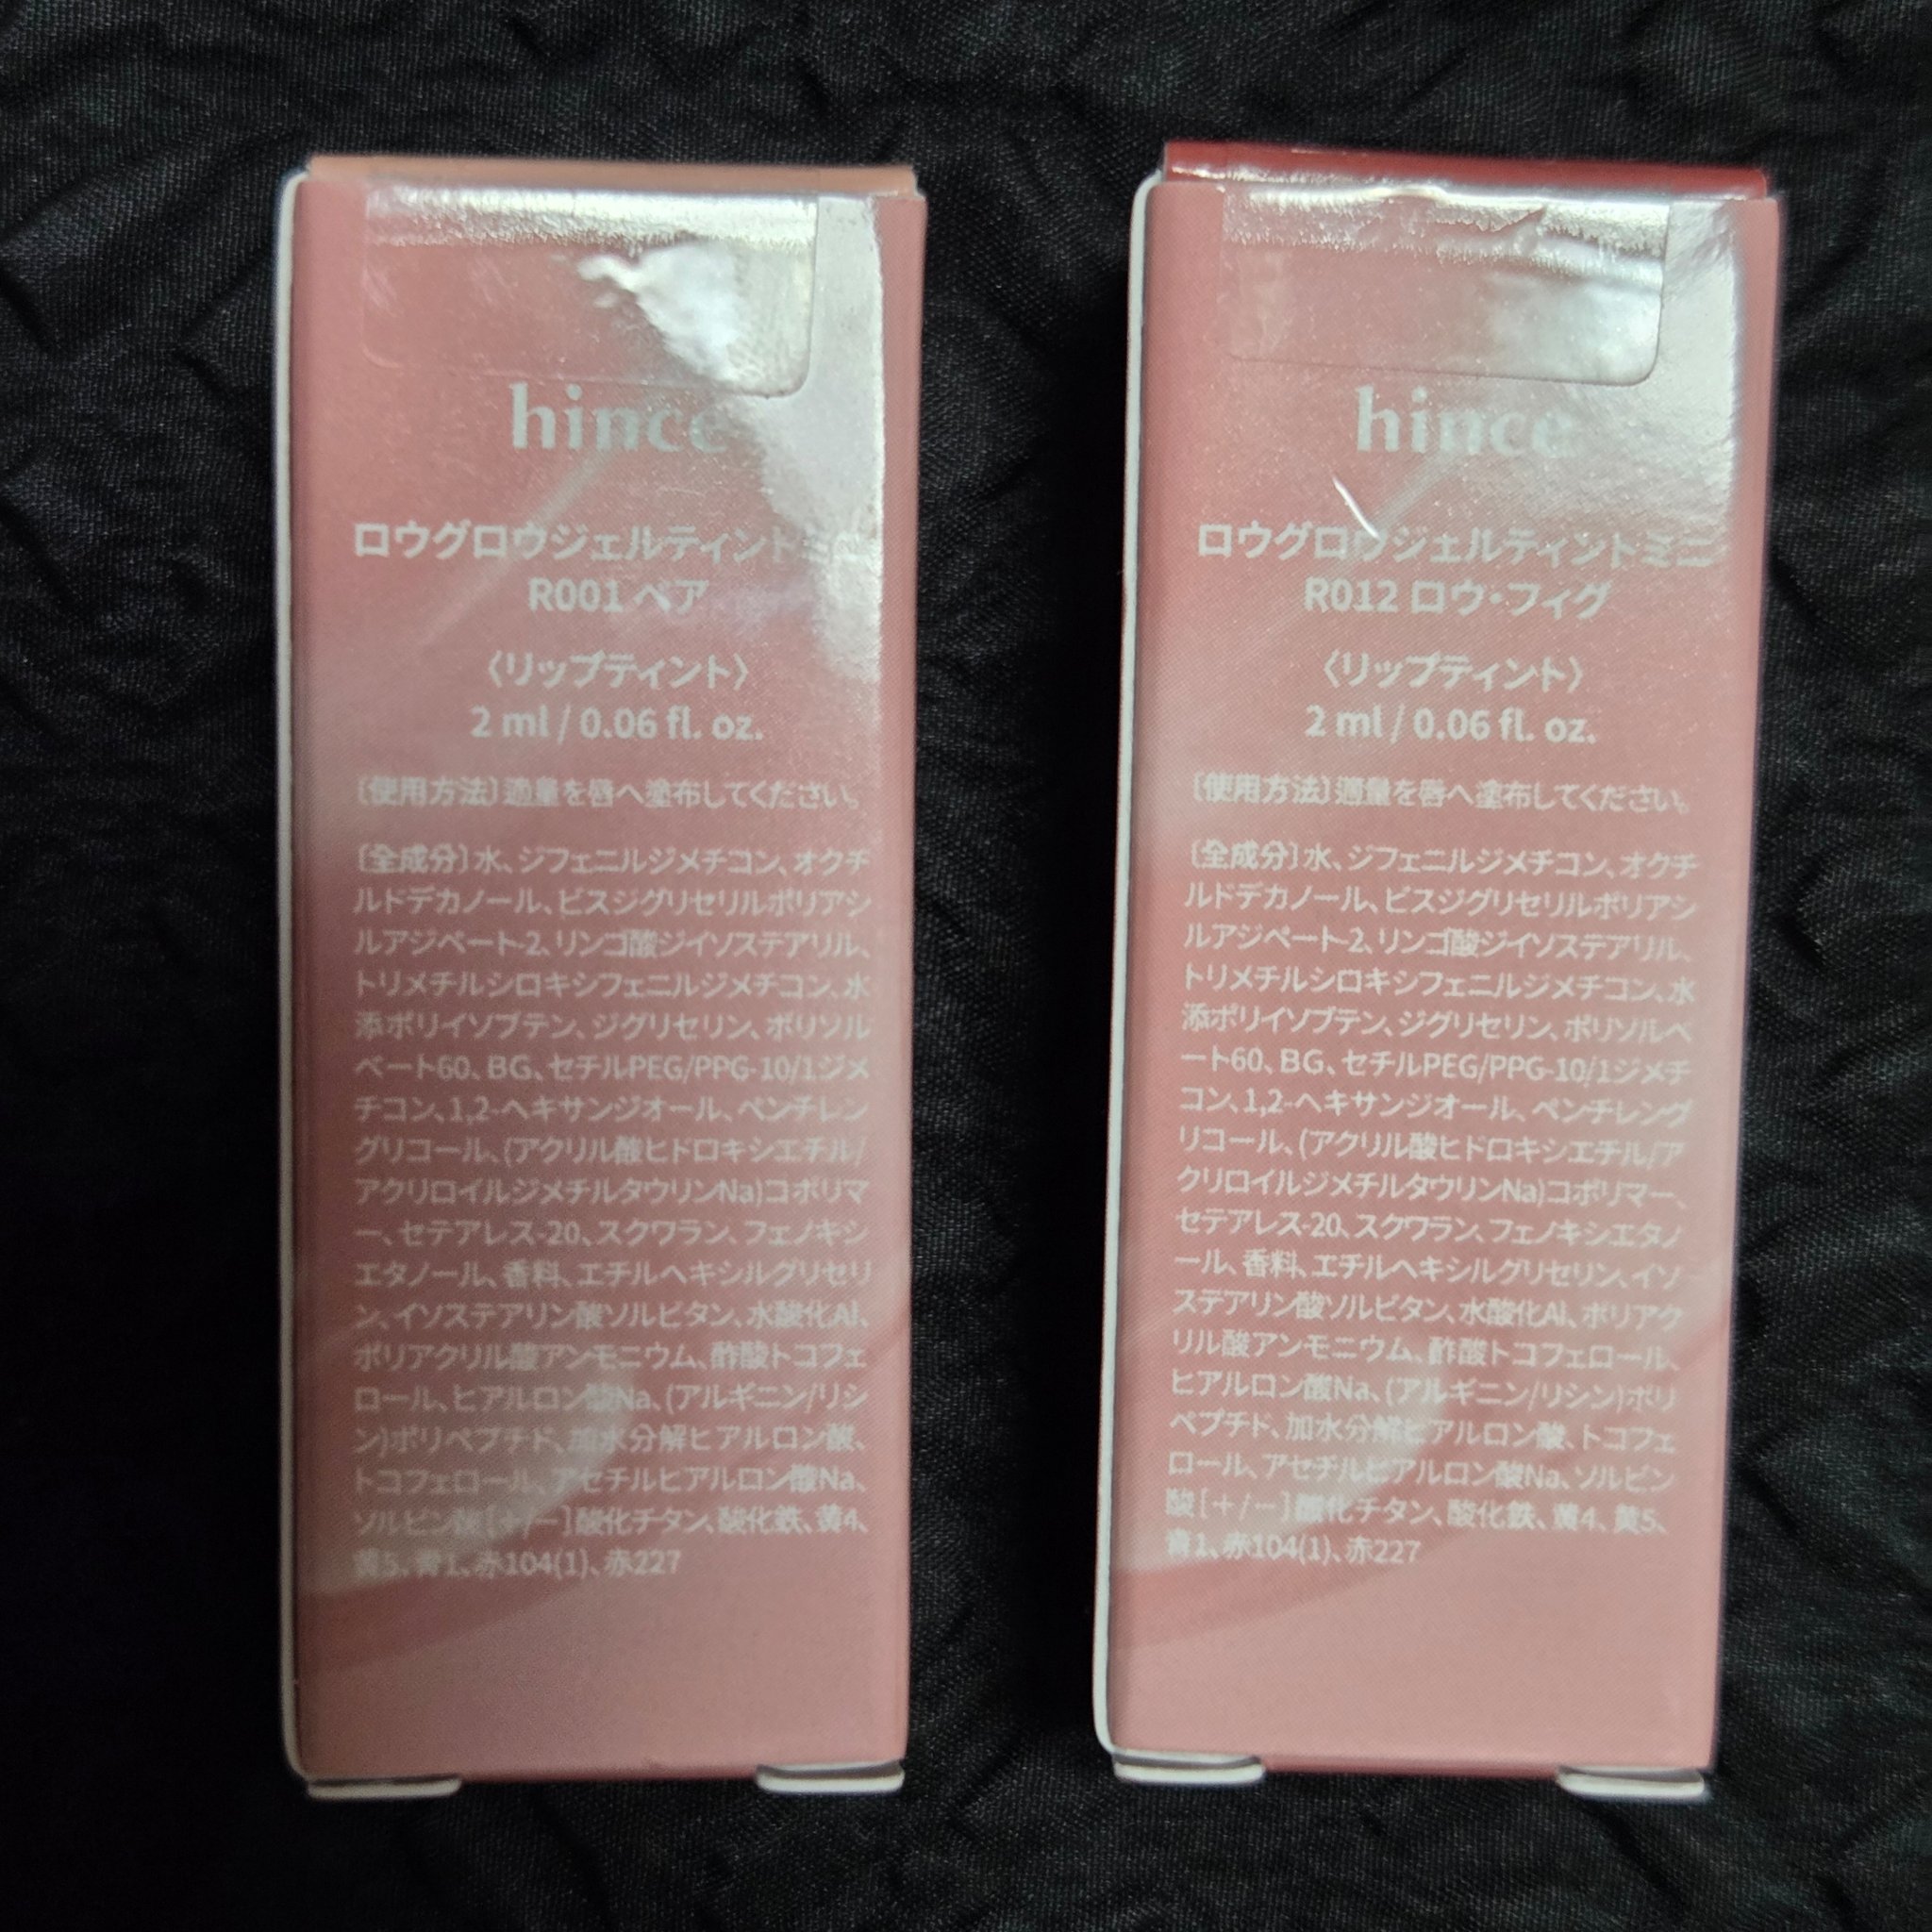 hince
ロウグロウジェルティントミニ
R001 ベア
〈リップティント〉
2 ml / 0.06 fl. oz.
〔使用方法〕適量を唇へ塗布してください。
〔全成分〕水、ジフェニルジメチコン、オクチ
ルドデカノール、ビスジグリセリルポリアシ
ルアジペート-2、リンゴ酸ジイソステアリル、
トリメチルシロキシフェニルジメチコン、水
添ポリイソブテン、ジグリセリン、ポリソル
ベート60、BG、セチルPEG/PPG-10/1ジメ
チコン、1,2-ヘキサンジオール、ペンチレン
グリコール、(アクリル酸ヒドロキシエチル/
アクリロイルジメチルタウリンNa)コポリマ
ー、セテアレス-20、スクワラン、フェノキシ
エタノール、香料、エチルヘキシルグリセリ
ン、イソステアリン酸ソルビタン、水酸化Al、
ポリアクリル酸アンモニウム、酢酸トコフェ
ロール、ヒアルロン酸Na、(アルギニン/リシ
ン)ポリペプチド、加水分解ヒアルロン酸、
トコフェロール、アセチルヒアルロン酸Na、
ソルビン酸[+/-]酸化チタン、酸化鉄、黄4、
黄5、青1、赤104(1)、赤227
hince
ロウグロウジェルティントミニ
R012 ロウ・フィグ
〈リップティント〉
2 ml / 0.06 fl. oz.
〔使用方法〕適量を唇へ塗布してください。
〔全成分〕水、ジフェニルジメチコン、オクチ
ルドデカノール、ビスジグリセリルポリアシ
ルアジペート-2、リンゴ酸ジイソステアリル、
トリメチルシロキシフェニルジメチコン、水
添ポリイソブテン、ジグリセリン、ポリソルベ
ート60、BG、セチルPEG/PPG-10/1ジメチ
コン、1,2-ヘキサンジオール、ペンチレング
リコール、(アクリル酸ヒドロキシエチル/ア
クリロイルジメチルタウリンNa)コポリマー、
セテアレス-20、スクワラン、フェノキシエタノ
ール、香料、エチルヘキシルグリセリン、イソ
ステアリン酸ソルビタン、水酸化Al、ポリアク
リル酸アンモニウム、酢酸トコフェロール、
ヒアルロン酸Na、(アルギニン/リシン)ポリ
ペプチド、加水分解ヒアルロン酸、トコフェ
ロール、アセチルヒアルロン酸Na、ソルビン
酸[+/-]酸化チタン、酸化鉄、黄4、黄5、
青1、赤104(1)、赤227